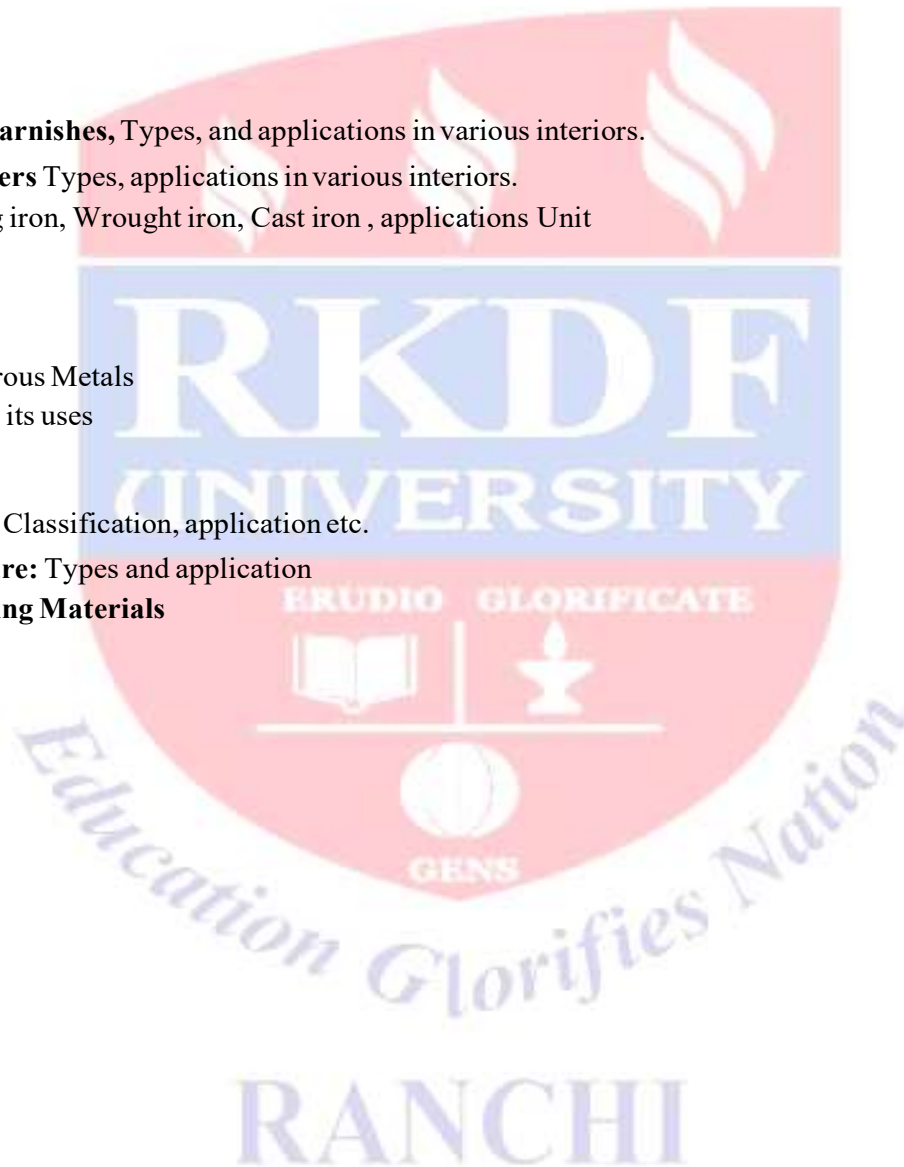 arnishes, Types, and applications in various interiors.
ers Types, applications in various interiors.
g iron, Wrought iron, Cast iron , applications Unit
RKDF
rous Metals
its uses
UNIVERSITY
Classification, application etc.
re: Types and application
ERUDIO GLORIFICATE
ng Materials
GENS
Education Glorifies Nation
RANCHI